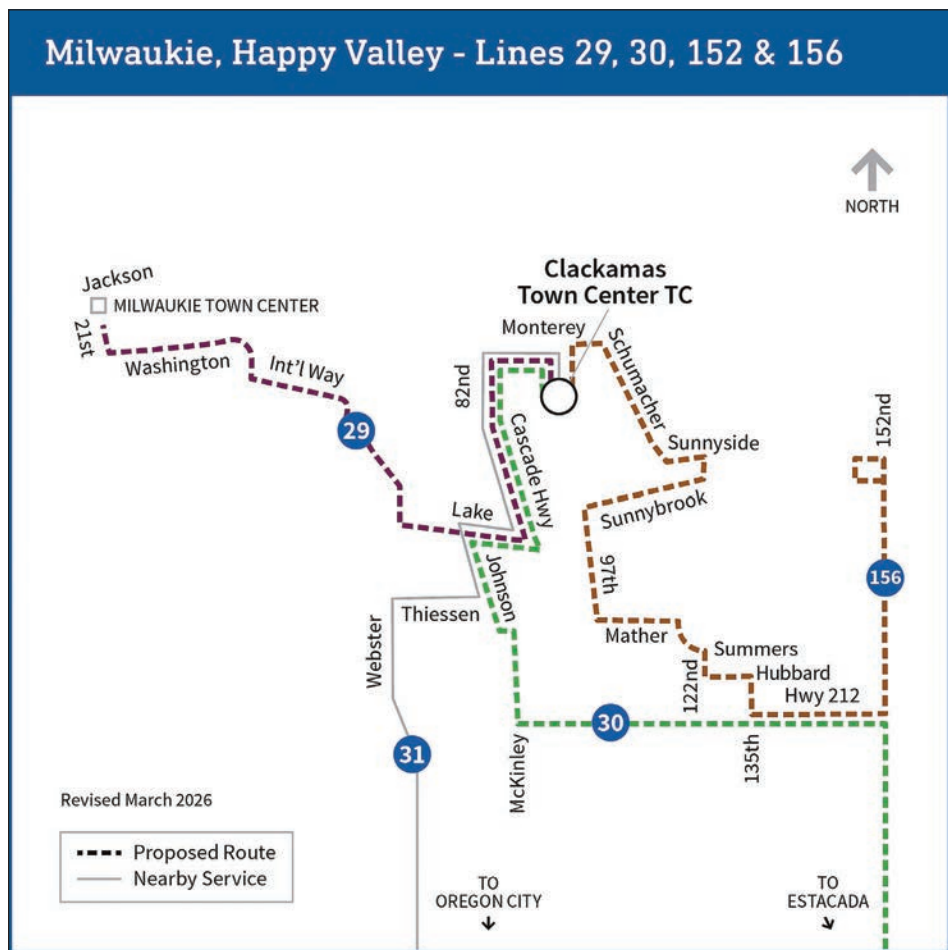 Milwaukie, Happy Valley - Lines 29, 30, 152 & 156
NORTH
Clackamas
Town Center TC
Jackson
MILWAUKIE TOWN CENTER
21st
Washington
Int'l Way
29
Monterey
Schumacher
82nd
Cascade Hwy
Sunnyside
152nd
Sunnybrook
Lake
Johnson
97th
156
Thiessen
Webster
Mather
Summers
122nd
Hubbard
Hwy 212
31
30
McKinley
135th
Revised March 2026
Proposed Route
Nearby Service
TO
OREGON CITY
TO
ESTACADA